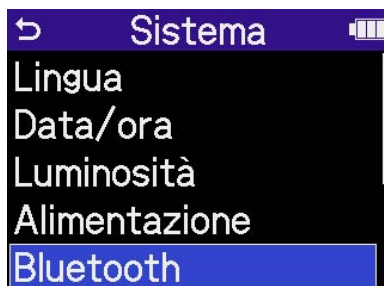 Sistema
Lingua
Data/ora
Luminosità
Alimentazione
Bluetooth